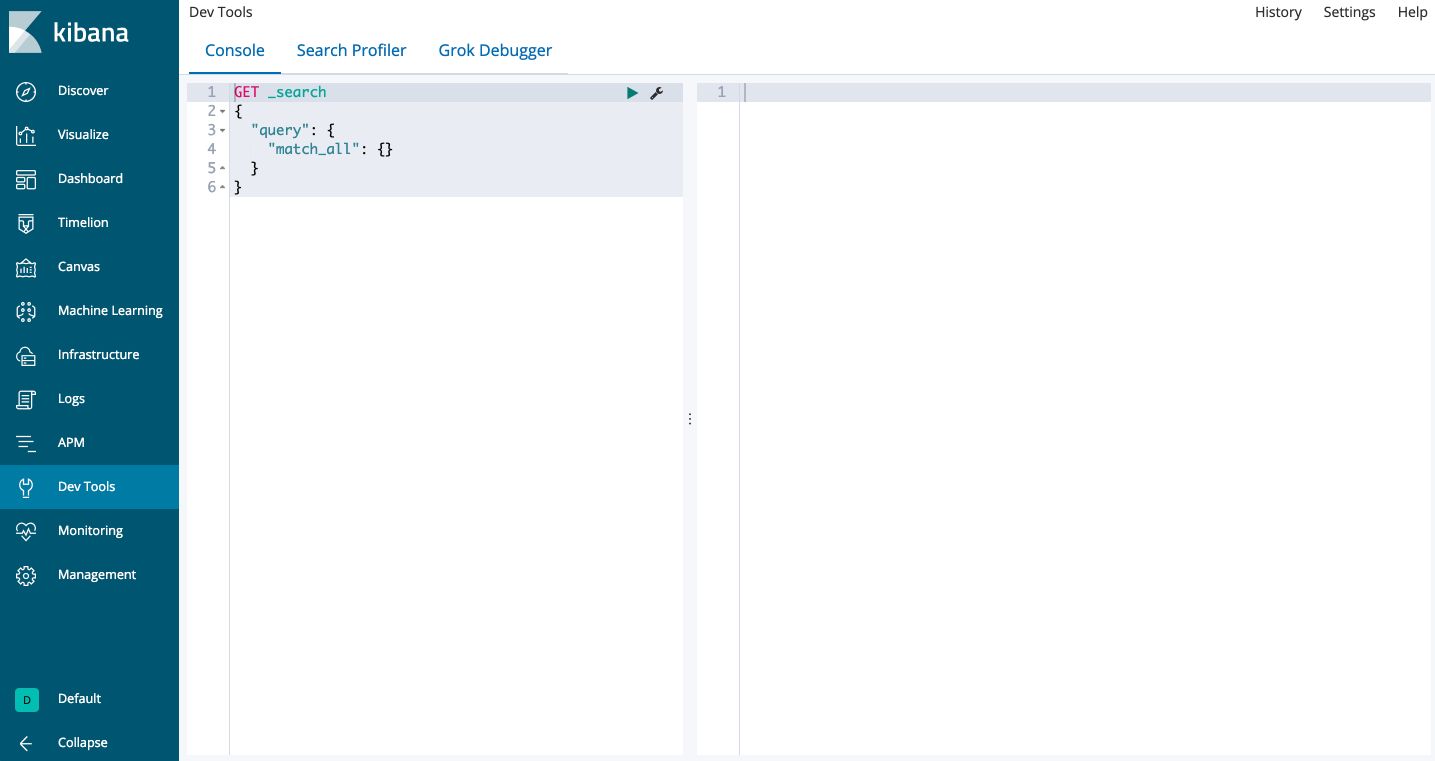 kibana
Discover
Visualize
Dashboard
Timelion
Canvas
Machine Learning
Infrastructure
Logs
APM
Dev Tools
Monitoring
Management
D Default
Collapse
Dev Tools
History Settings Help
Console Search Profiler Grok Debugger
1 GET _search
2 {
3   "query": {
4     "match_all": {}
5   }
6 }
1